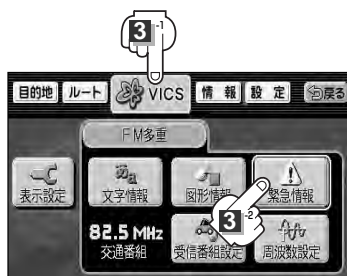 3 -1
目的地 ルート VICS 情報 設定 戻る
FM多重
表示設定 文字情報 図形情報 緊急情報
3 -2
82.5 MHz
交通番組 受信番組設定 周波数設定